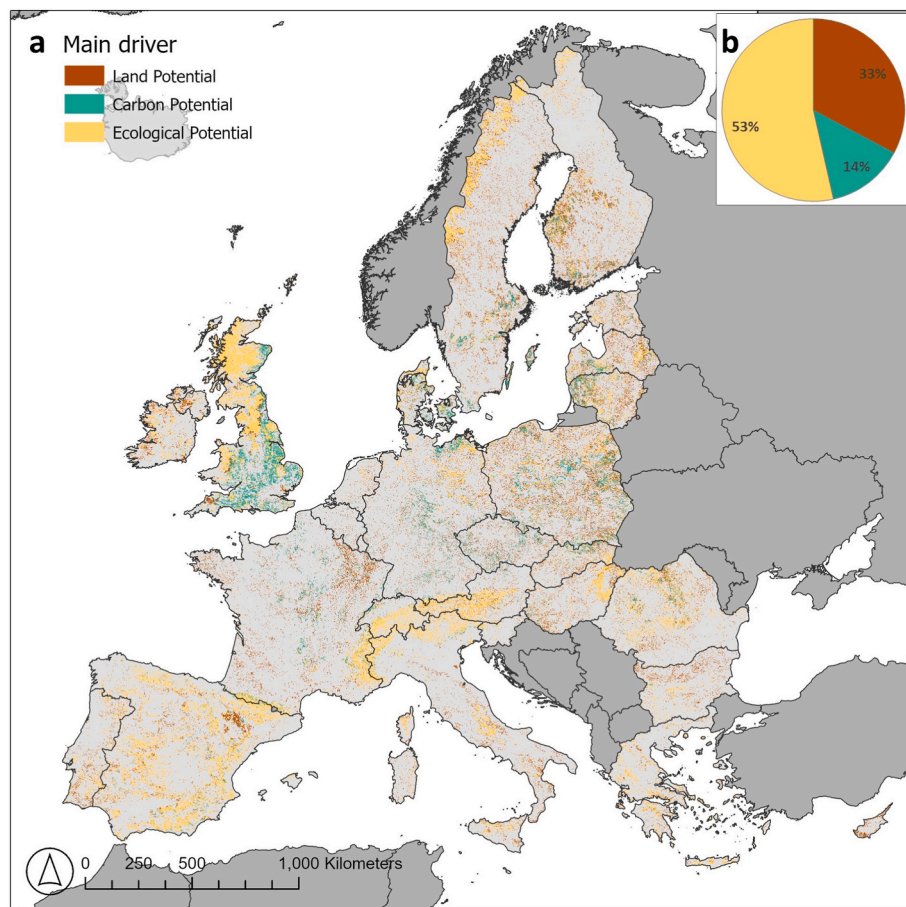 a Main driver
Land Potential
Carbon Potential
Ecological Potential
b
33%
53%
14%
0 250 500 1,000 Kilometers